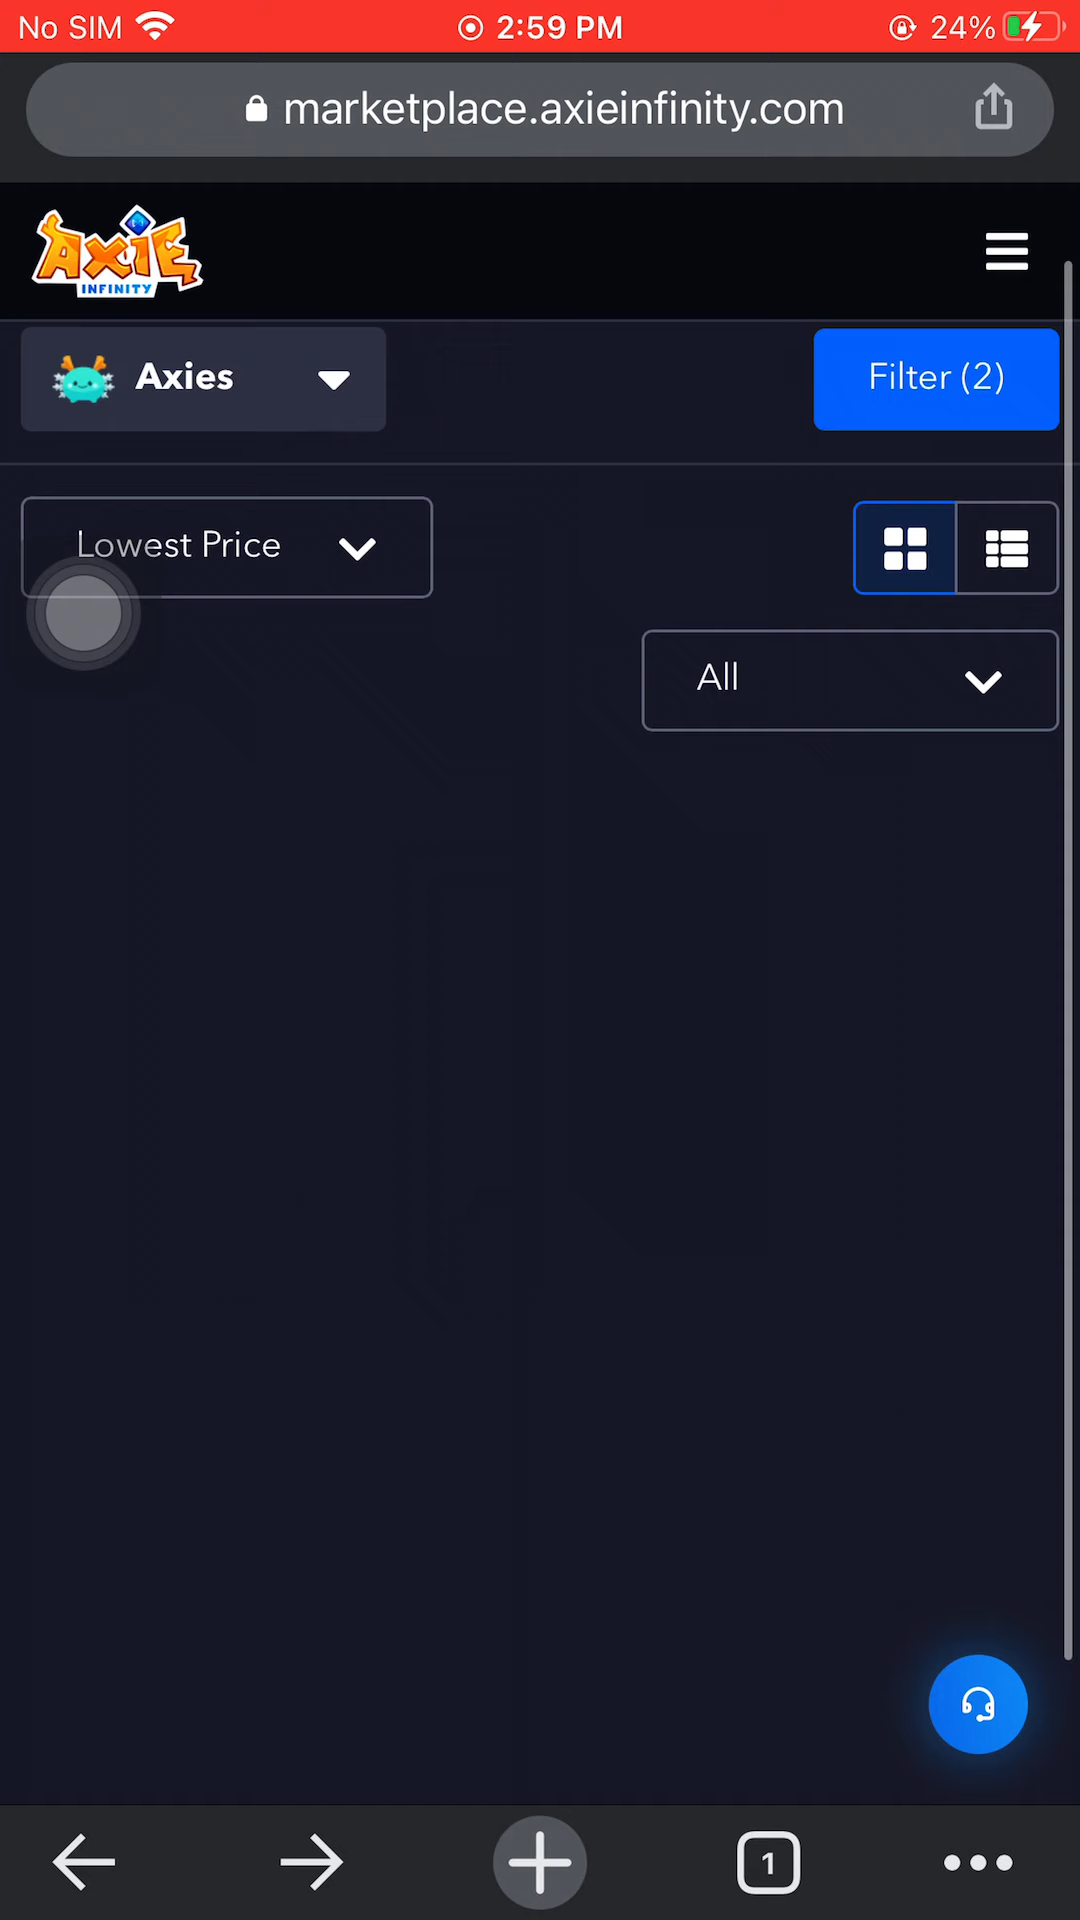 No SIM 2:59 PM 24%
marketplace.axieinfinity.com
AXIE
INFINITY
Axies Filter (2)
Lowest Price
All
1